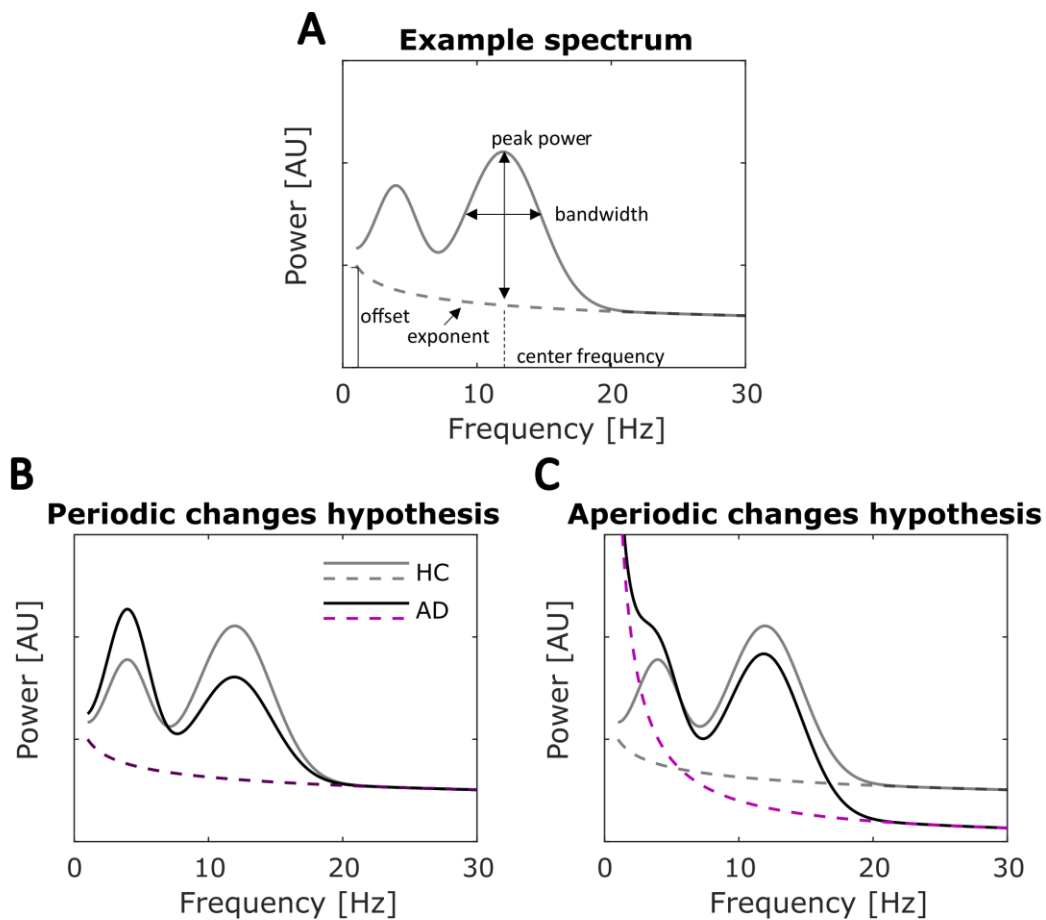 A
Example spectrum
Power [AU]
peak power
bandwidth
offset
exponent
center frequency
0
10
20
30
Frequency [Hz]
B
Periodic changes hypothesis
Power [AU]
HC
AD
0
10
20
30
Frequency [Hz]
C
Aperiodic changes hypothesis
Power [AU]
0
10
20
30
Frequency [Hz]